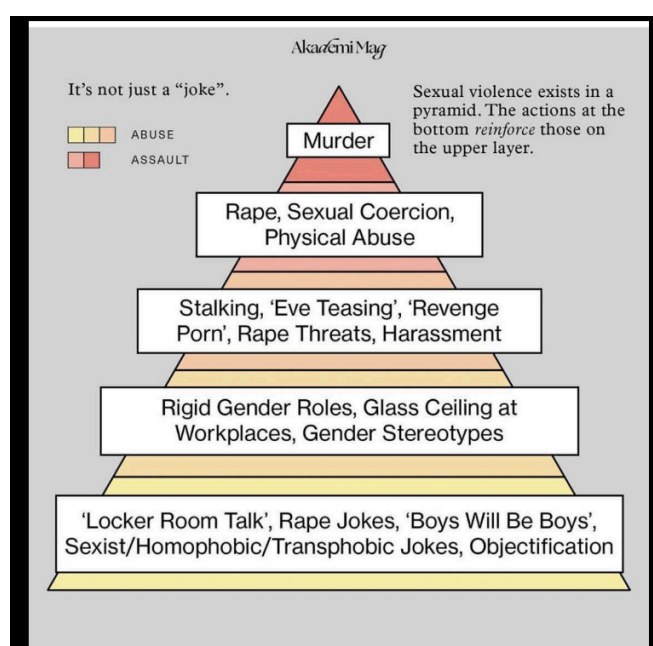 Akademi Mag
It's not just a “joke”.
ABUSE
ASSAULT
Sexual violence exists in a
pyramid. The actions at the
bottom reinforce those on
the upper layer.
Murder
Rape, Sexual Coercion,
Physical Abuse
Stalking, ‘Eve Teasing’, ‘Revenge
Porn’, Rape Threats, Harassment
Rigid Gender Roles, Glass Ceiling at
Workplaces, Gender Stereotypes
‘Locker Room Talk’, Rape Jokes, ‘Boys Will Be Boys’,
Sexist/Homophobic/Transphobic Jokes, Objectification